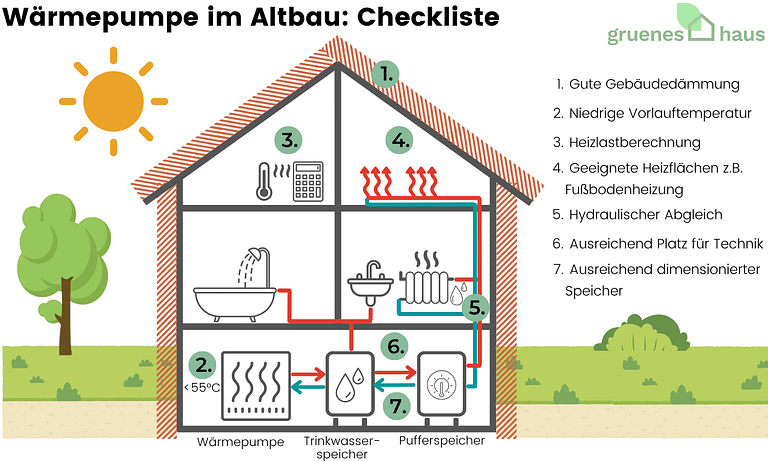 Wärmepumpe im Altbau: Checkliste
gruenes haus
1.
1. Gute Gebäudedämmung
2. Niedrige Vorlauftemperatur
3. Heizlastberechnung
4. Geeignete Heizflächen z.B.
Fußbodenheizung
5. Hydraulischer Abgleich
6. Ausreichend Platz für Technik
7. Ausreichend dimensionierter
Speicher
3.
4.
5.
2.
6.
< 55°C
7.
Wärmepumpe
Trinkwasser-
speicher
Pufferspeicher